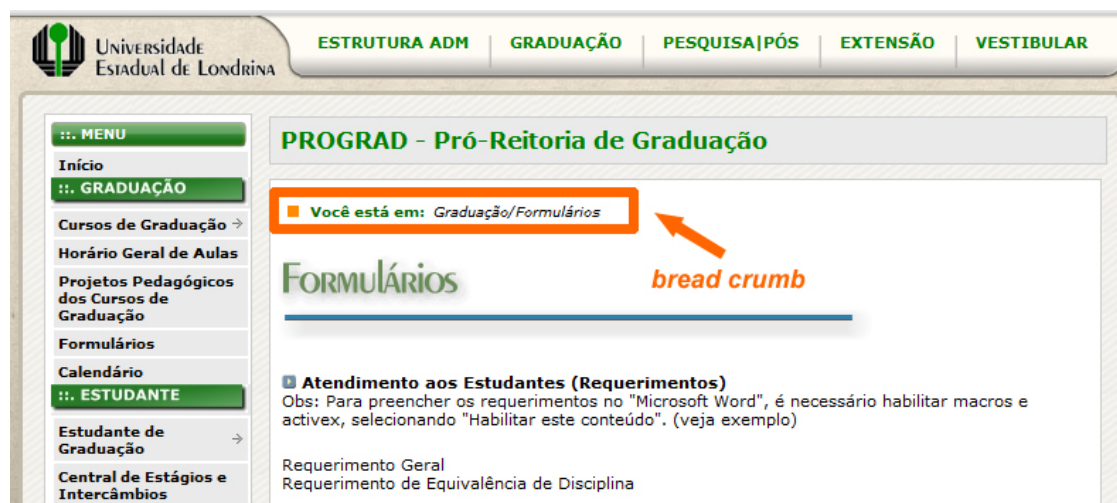 Universidade
Estadual de Londrina
ESTRUTURA ADM
GRADUAÇÃO
PESQUISA|PÓS
EXTENSÃO
VESTIBULAR
::. MENU
Início
::. GRADUAÇÃO
Cursos de Graduação
Horário Geral de Aulas
Projetos Pedagógicos
dos Cursos de
Graduação
Formulários
Calendário
::. ESTUDANTE
Estudante de
Graduação
Central de Estágios e
Intercâmbios
PROGRAD - Pró-Reitoria de Graduação
Você está em: Graduação/Formulários
bread crumb
Formulários
Atendimento aos Estudantes (Requerimentos)
Obs: Para preencher os requerimentos no "Microsoft Word", é necessário habilitar macros e
activex, selecionando "Habilitar este conteúdo". (veja exemplo)
Requerimento Geral
Requerimento de Equivalência de Disciplina